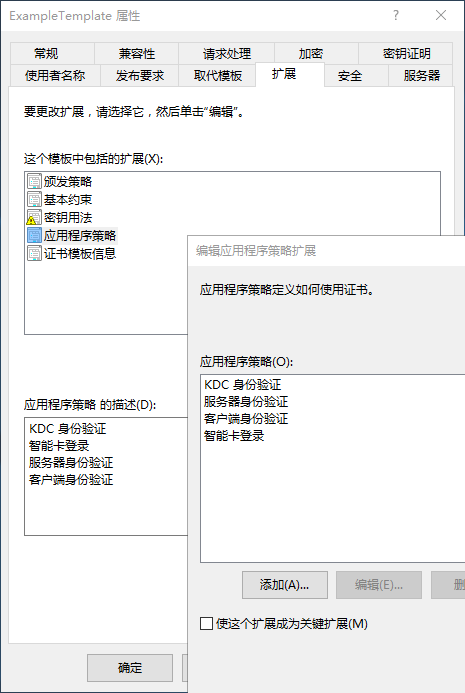 ExampleTemplate 属性
?
常规 兼容性 请求处理 加密 密钥证明
使用者名称 发布要求 取代模板 扩展 安全 服务器
要更改扩展，请选择它，然后单击“编辑”。
这个模板中包括的扩展(X):
颁发策略
基本约束
密钥用法
应用程序策略
证书模板信息
应用程序策略 的描述(D):
KDC 身份验证
智能卡登录
服务器身份验证
客户端身份验证
确定
编辑应用程序策略扩展
应用程序策略定义如何使用证书。
应用程序策略(O):
KDC 身份验证
服务器身份验证
客户端身份验证
智能卡登录
添加(A)... 编辑(E)...
使这个扩展成为关键扩展(M)